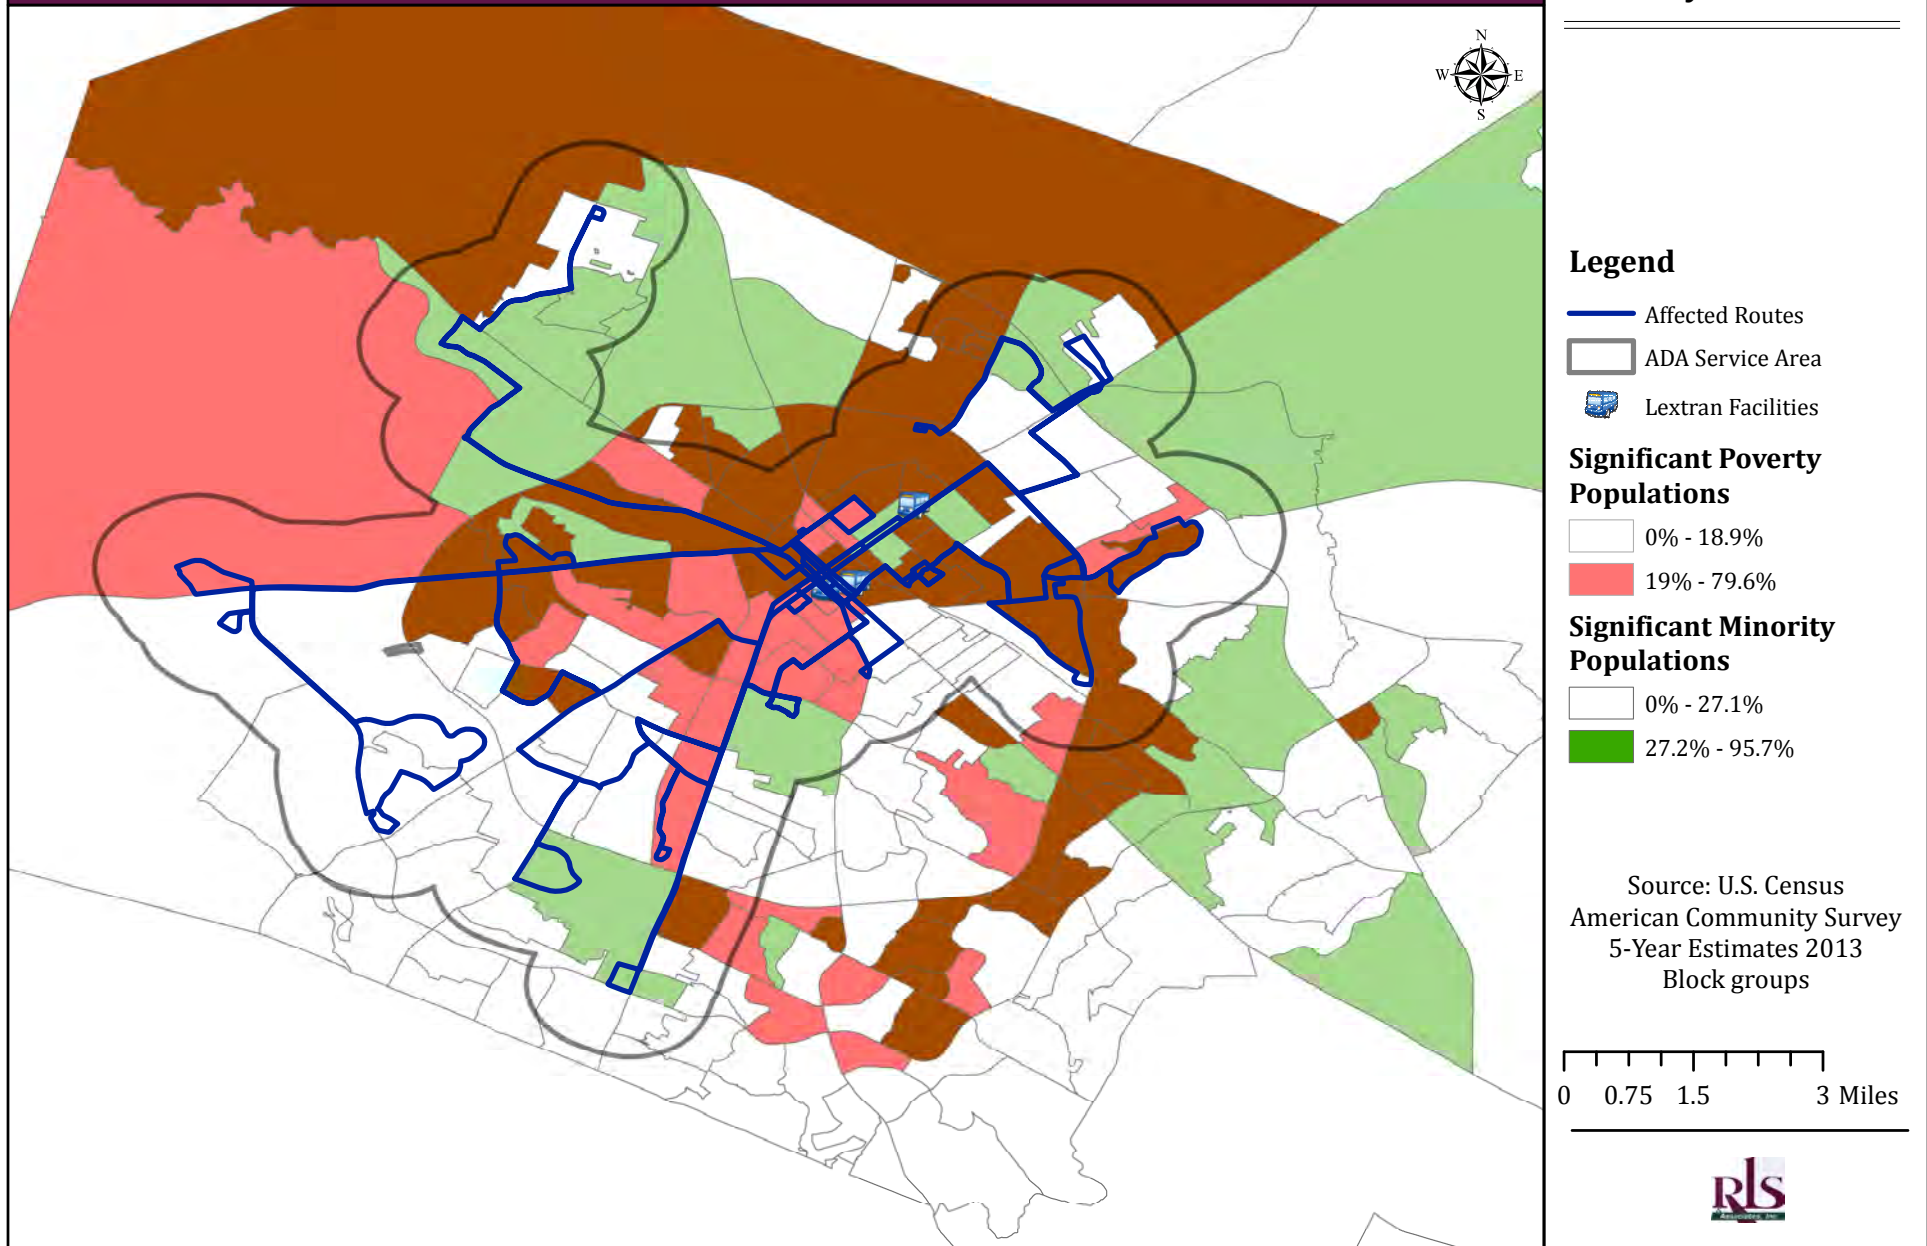 N
W E
S
Legend
Affected Routes
ADA Service Area
Lextran Facilities
Significant Poverty
Populations
0% - 18.9%
19% - 79.6%
Significant Minority
Populations
0% - 27.1%
27.2% - 95.7%
Source: U.S. Census
American Community Survey
5-Year Estimates 2013
Block groups
0 0.75 1.5 3 Miles
RLS
Associates, Inc